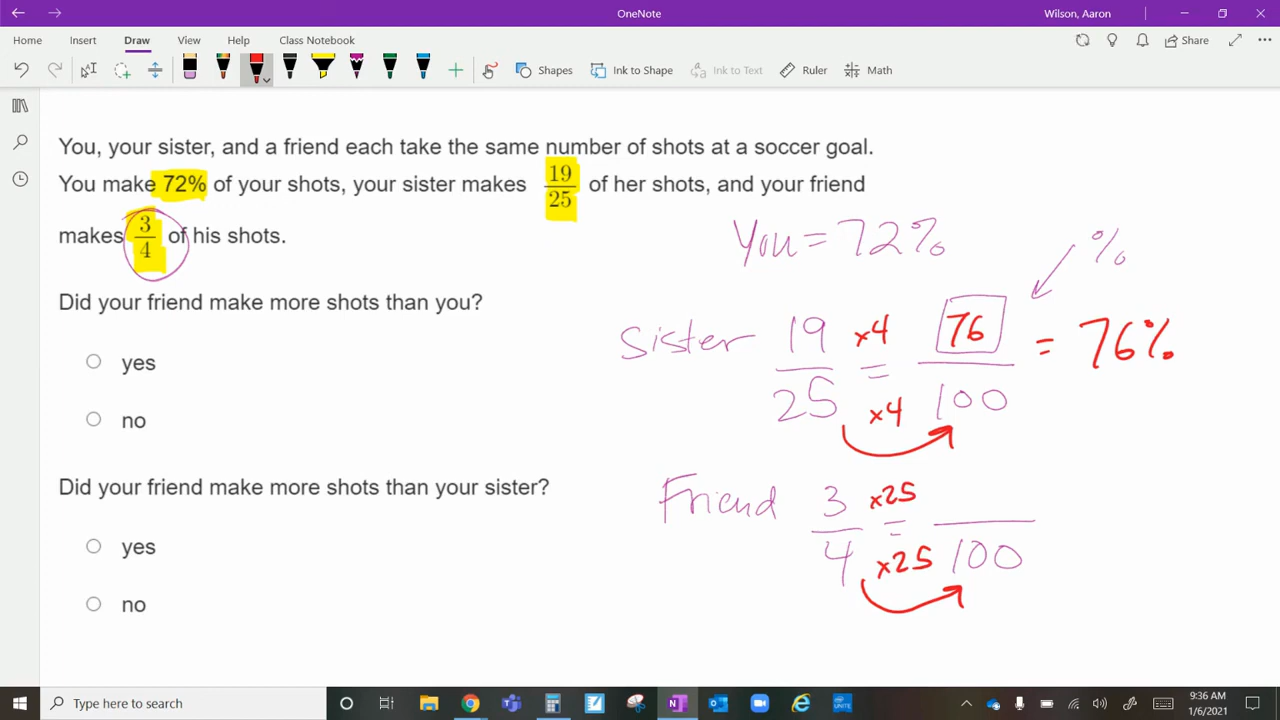 OneNote
Wilson, Aaron
Home Insert Draw View Help Class Notebook
Share
Shapes Ink to Shape Ink to Text Ruler Math
You, your sister, and a friend each take the same number of shots at a soccer goal.
You make 72% of your shots, your sister makes 19/25 of her shots, and your friend
makes 3/4 of his shots.
You = 72%
%
Did your friend make more shots than you?
Sister 19/25 ×4 = ×4 76/100 = 76%
yes
no
Did your friend make more shots than your sister?
Friend 3/4 ×25 = ×25 /100
yes
no
Type here to search
UNITE
9:36 AM
1/6/2021